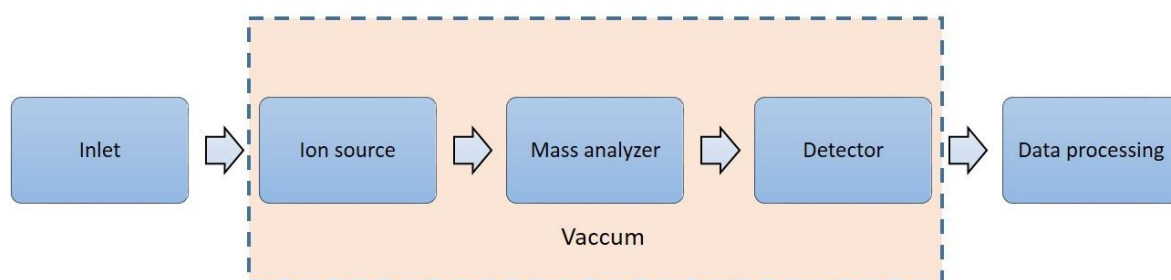 Inlet
Ion source
Mass analyzer
Detector
Data processing
Vaccum